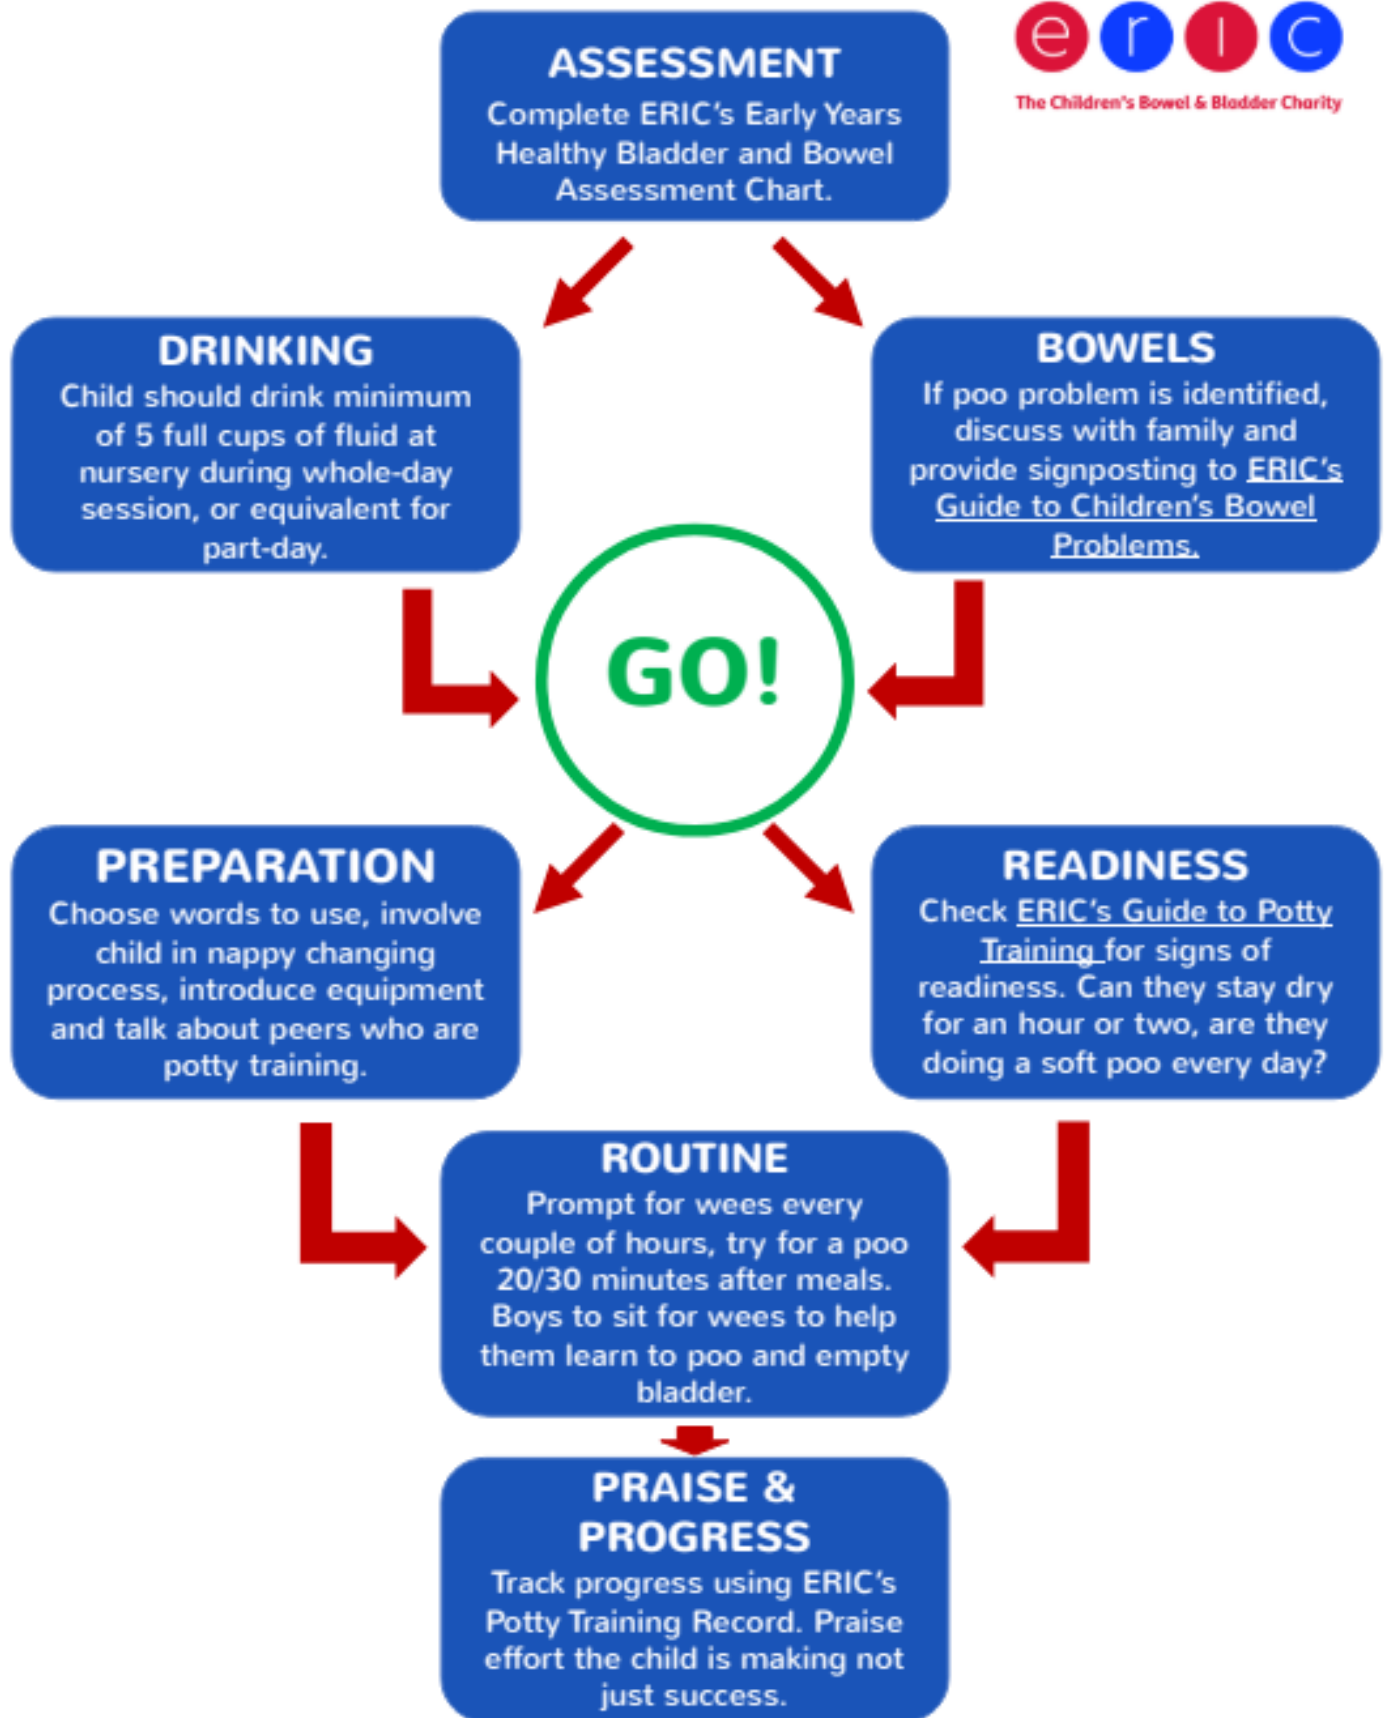 ASSESSMENT
Complete ERIC's Early Years
Healthy Bladder and Bowel
Assessment Chart.
eric
The Children's Bowel & Bladder Charity
DRINKING
Child should drink minimum
of 5 full cups of fluid at
nursery during whole-day
session, or equivalent for
part-day.
BOWELS
If poo problem is identified,
discuss with family and
provide signposting to ERIC's
Guide to Children's Bowel
Problems.
GO!
PREPARATION
Choose words to use, involve
child in nappy changing
process, introduce equipment
and talk about peers who are
potty training.
READINESS
Check ERIC's Guide to Potty
Training for signs of
readiness. Can they stay dry
for an hour or two, are they
doing a soft poo every day?
ROUTINE
Prompt for wees every
couple of hours, try for a poo
20/30 minutes after meals.
Boys to sit for wees to help
them learn to poo and empty
bladder.
PRAISE &
PROGRESS
Track progress using ERIC's
Potty Training Record. Praise
effort the child is making not
just success.